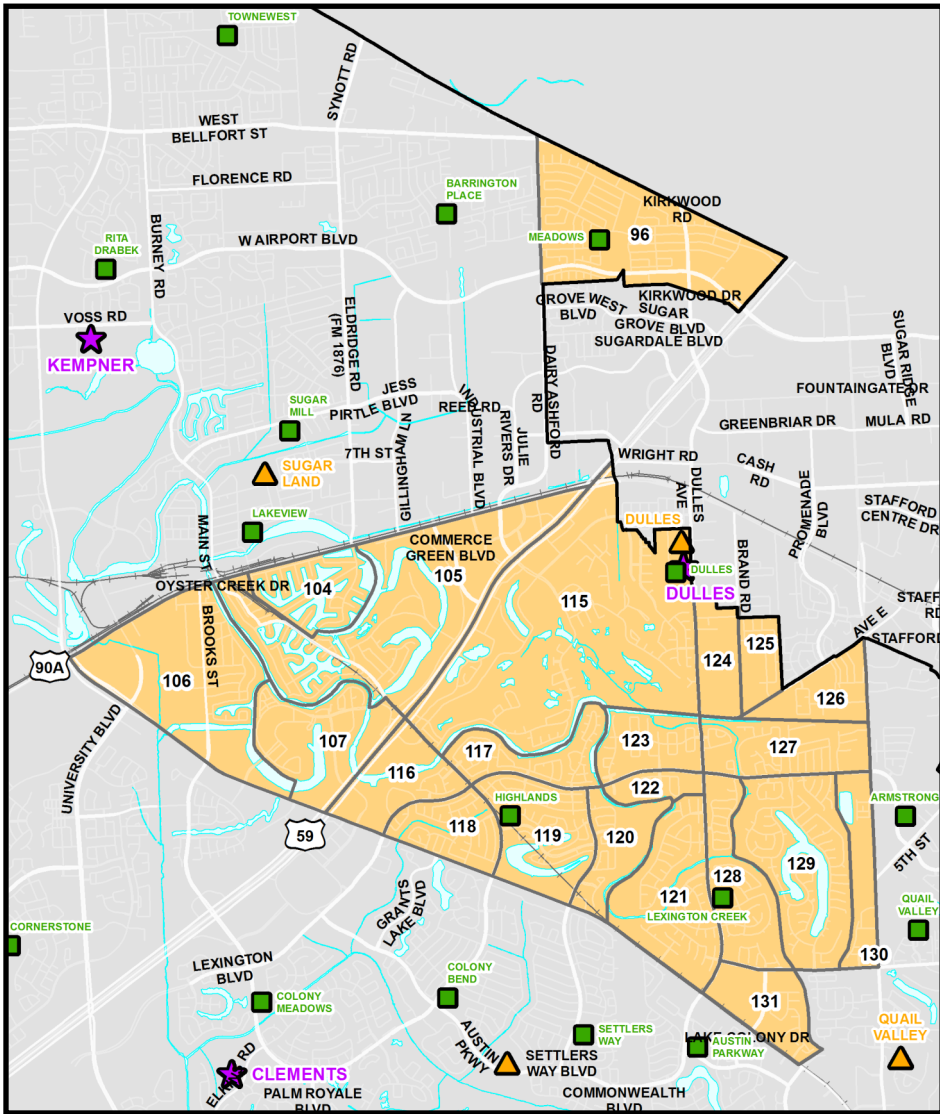 TOWNEWEST
SYNOTT RD
WEST
BELLFORT ST
FLORENCE RD
BARRINGTON
PLACE
KIRKWOOD
RD
BURNEY RD
RITA
DRABEK
W AIRPORT BLVD
MEADOWS
96
VOSS RD
KEMPNER
ELDRIDGE RD
(FM 1876)
GROVE WEST
BLVD
KIRKWOOD DR
SUGAR
GROVE BLVD
SUGARDALE BLVD
SUGAR RIDGE
BLVD
DAIRY ASHFORD
RD
FOUNTAINGATE DR
JESS
PIRTLE BLVD
REED RD
INDUSTRIAL BLVD
JULIE
RIVERS DR
GREENBRIAR DR
MULA RD
SUGAR
MILL
7TH ST
GILLINGHAM LN
WRIGHT RD
CASH
RD
SUGAR
LAND
DULLES
AVE
PROMENADE
BLVD
STAFFORD
CENTRE DR
LAKEVIEW
MAIN ST
COMMERCE
GREEN BLVD
DULLES
BRAND RD
OYSTER CREEK DR
104
105
DULLES
DULLES
115
BROOKS ST
AVE E
STAFF
RD
STAFFORD
90A
106
124
125
126
UNIVERSITY BLVD
107
116
117
123
127
122
59
HIGHLANDS
118
119
120
ARMSTRONG
5TH ST
129
128
121
LEXINGTON CREEK
GRANTS
LAKE BLVD
QUAIL
VALLEY
CORNERSTONE
130
LEXINGTON
BLVD
COLONY
BEND
131
COLONY
MEADOWS
AUSTIN
PKWY
SETTLERS
WAY
LAKE COLONY DR
AUSTIN
PARKWAY
QUAIL
VALLEY
SETTLERS
WAY BLVD
CLEMENTS
PALM ROYALE
BLVD
COMMONWEALTH
BLVD